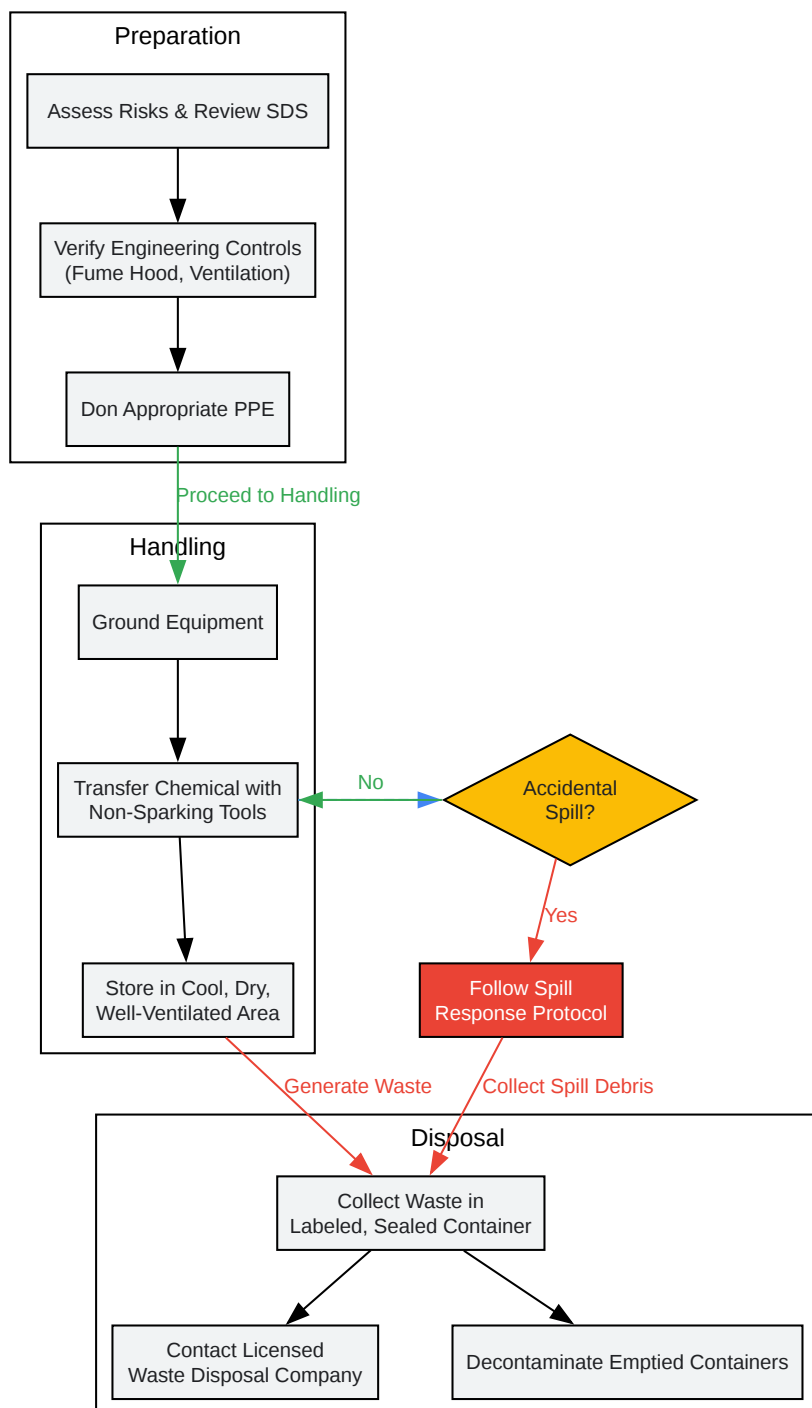 Preparation
Assess Risks & Review SDS
Verify Engineering Controls
(Fume Hood, Ventilation)
Don Appropriate PPE
Proceed to Handling
Handling
Ground Equipment
Transfer Chemical with
Non-Sparking Tools
No
Accidental
Spill?
Yes
Store in Cool, Dry,
Well-Ventilated Area
Follow Spill
Response Protocol
Generate Waste
Collect Spill Debris
Disposal
Collect Waste in
Labeled, Sealed Container
Contact Licensed
Waste Disposal Company
Decontaminate Emptied Containers